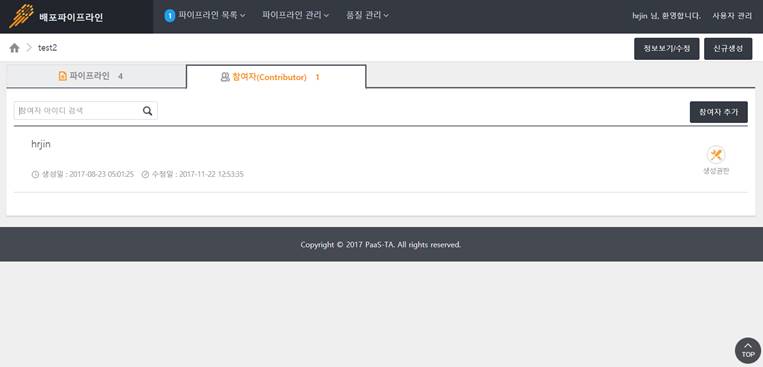 배포파이프라인
1 파이프라인 목록
파이프라인 관리
품질 관리
hrjin 님, 환영합니다.
사용자 관리
test2
정보보기/수정
신규생성
파이프라인 4
참여자(Contributor) 1
참여자 아이디 검색
참여자 추가
hrjin
생성일 : 2017-08-23 05:01:25 수정일 : 2017-11-22 12:53:35
생성권한
Copyright © 2017 PaaS-TA. All rights reserved.
TOP